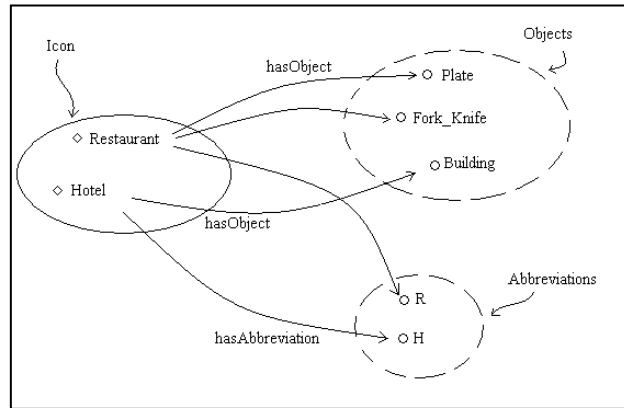 Icon
Objects
hasObject
Plate
Restaurant
Fork_Knife
Building
Hotel
hasObject
Abbreviations
R
hasAbbreviation
H